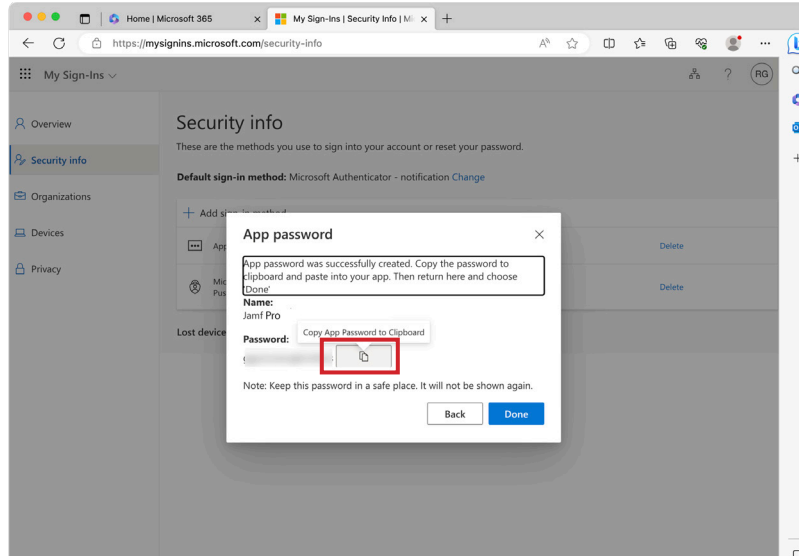 Home | Microsoft 365
My Sign-Ins | Security Info | M
https://mysignins.microsoft.com/security-info
My Sign-Ins
RG
Overview
Security info
Organizations
Devices
Privacy
Security info
These are the methods you use to sign into your account or reset your password.
Default sign-in method: Microsoft Authenticator - notification Change
Add sign-in method
App
Delete
Mic
Pus
Delete
Lost device
App password
App password was successfully created. Copy the password to
clipboard and paste into your app. Then return here and choose
'Done'
Name:
Jamf Pro
Copy App Password to Clipboard
Password:
Note: Keep this password in a safe place. It will not be shown again.
Back
Done